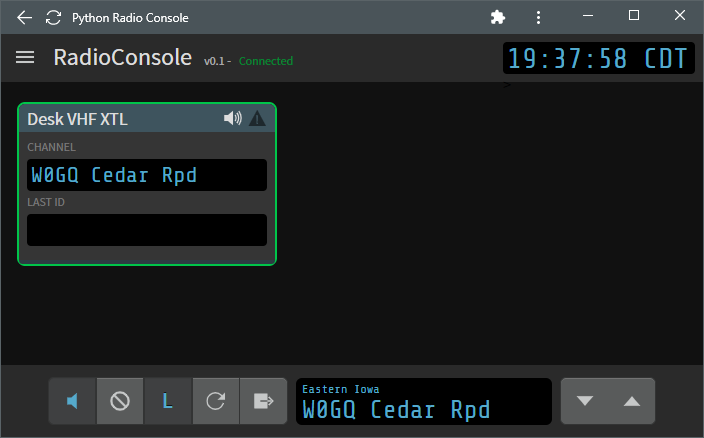 Python Radio Console
RadioConsole v0.1 - Connected
19:37:58 CDT
>
Desk VHF XTL
CHANNEL
W0GQ Cedar Rpd
LAST ID
L
Eastern Iowa
W0GQ Cedar Rpd